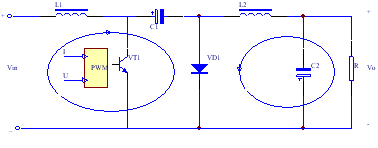 L1
L2
+
+
C1
I
VT1
Vin
PWM
VD1
C2
R
Vo
U
-
-